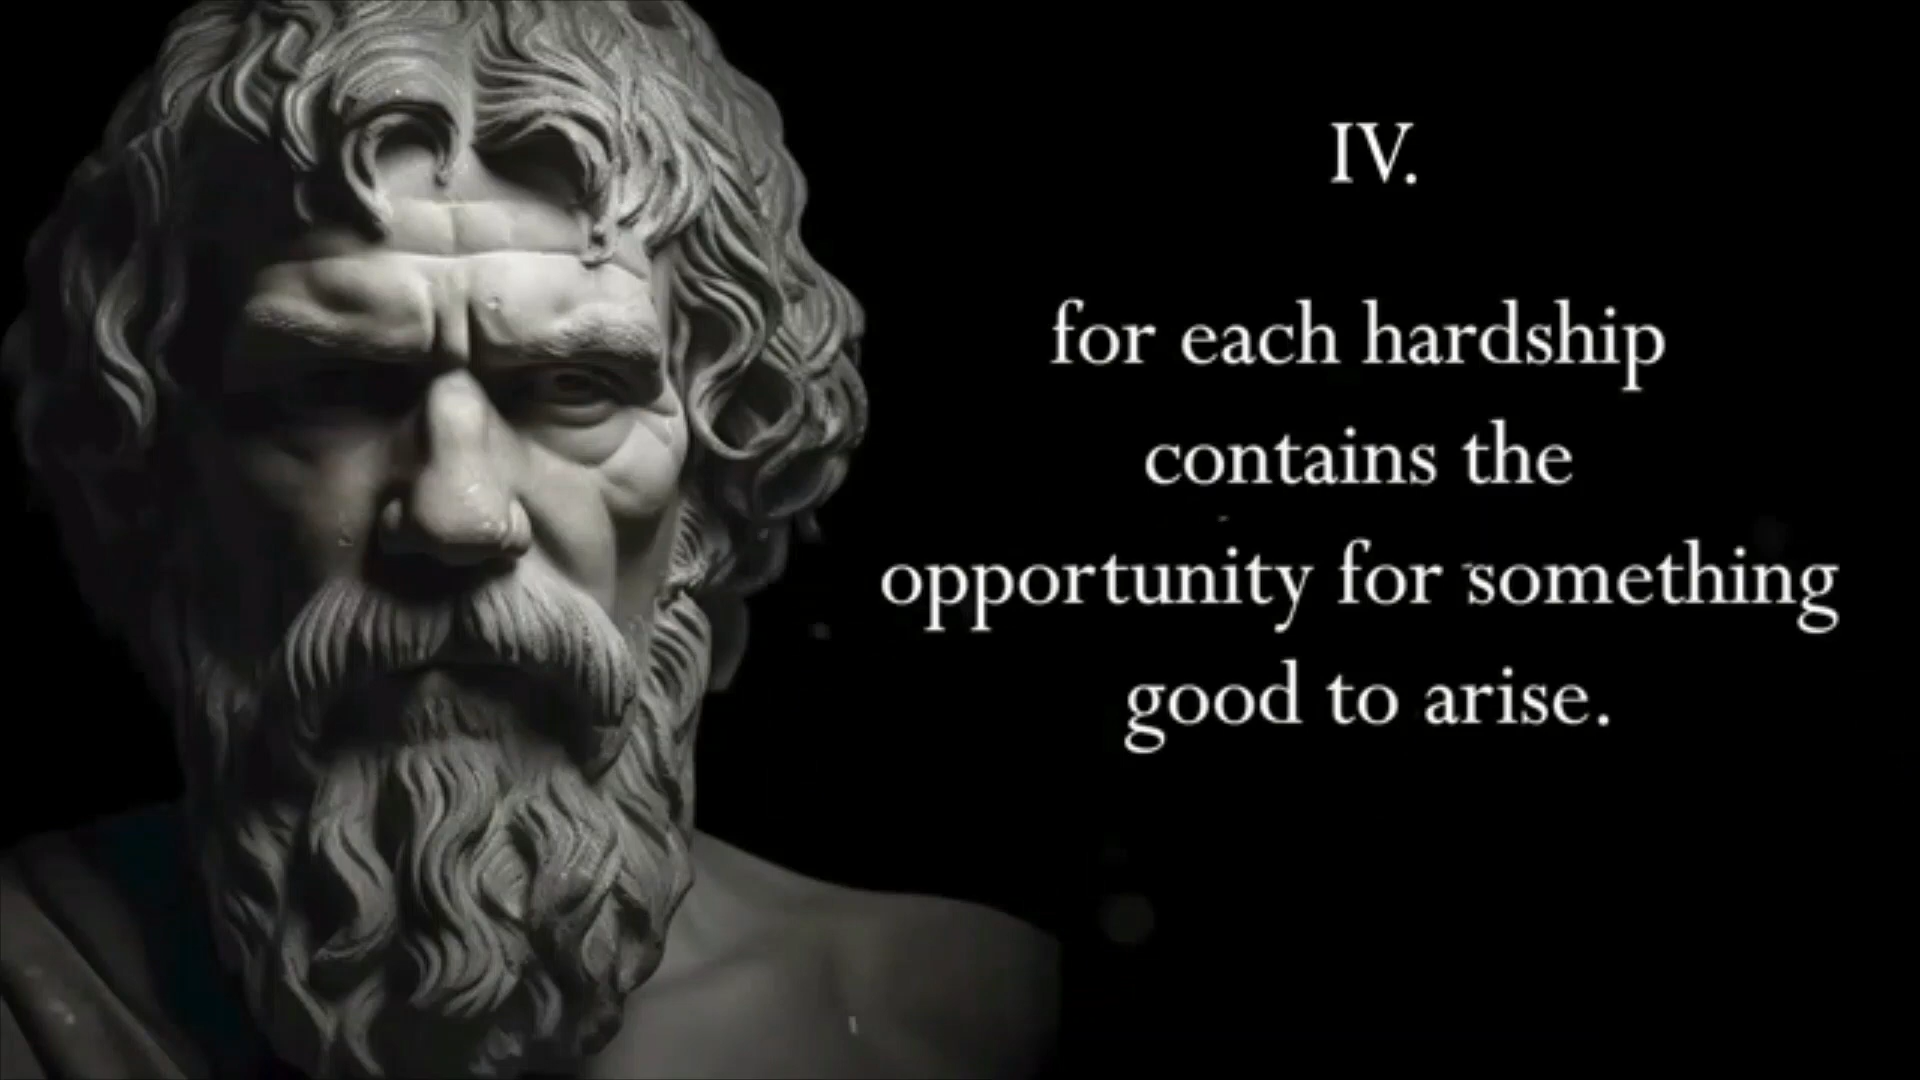 IV.
for each hardship
contains the
opportunity for something
good to arise.